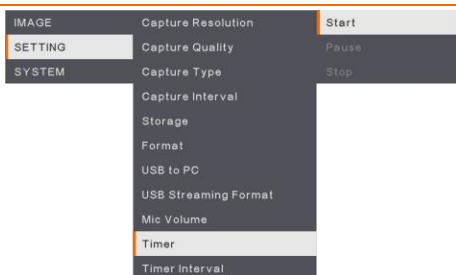 IMAGE
SETTING
SYSTEM
Capture Resolution
Capture Quality
Capture Type
Capture Interval
Storage
Format
USB to PC
USB Streaming Format
Mic Volume
Timer
Timer Interval
Start
Pause
Stop